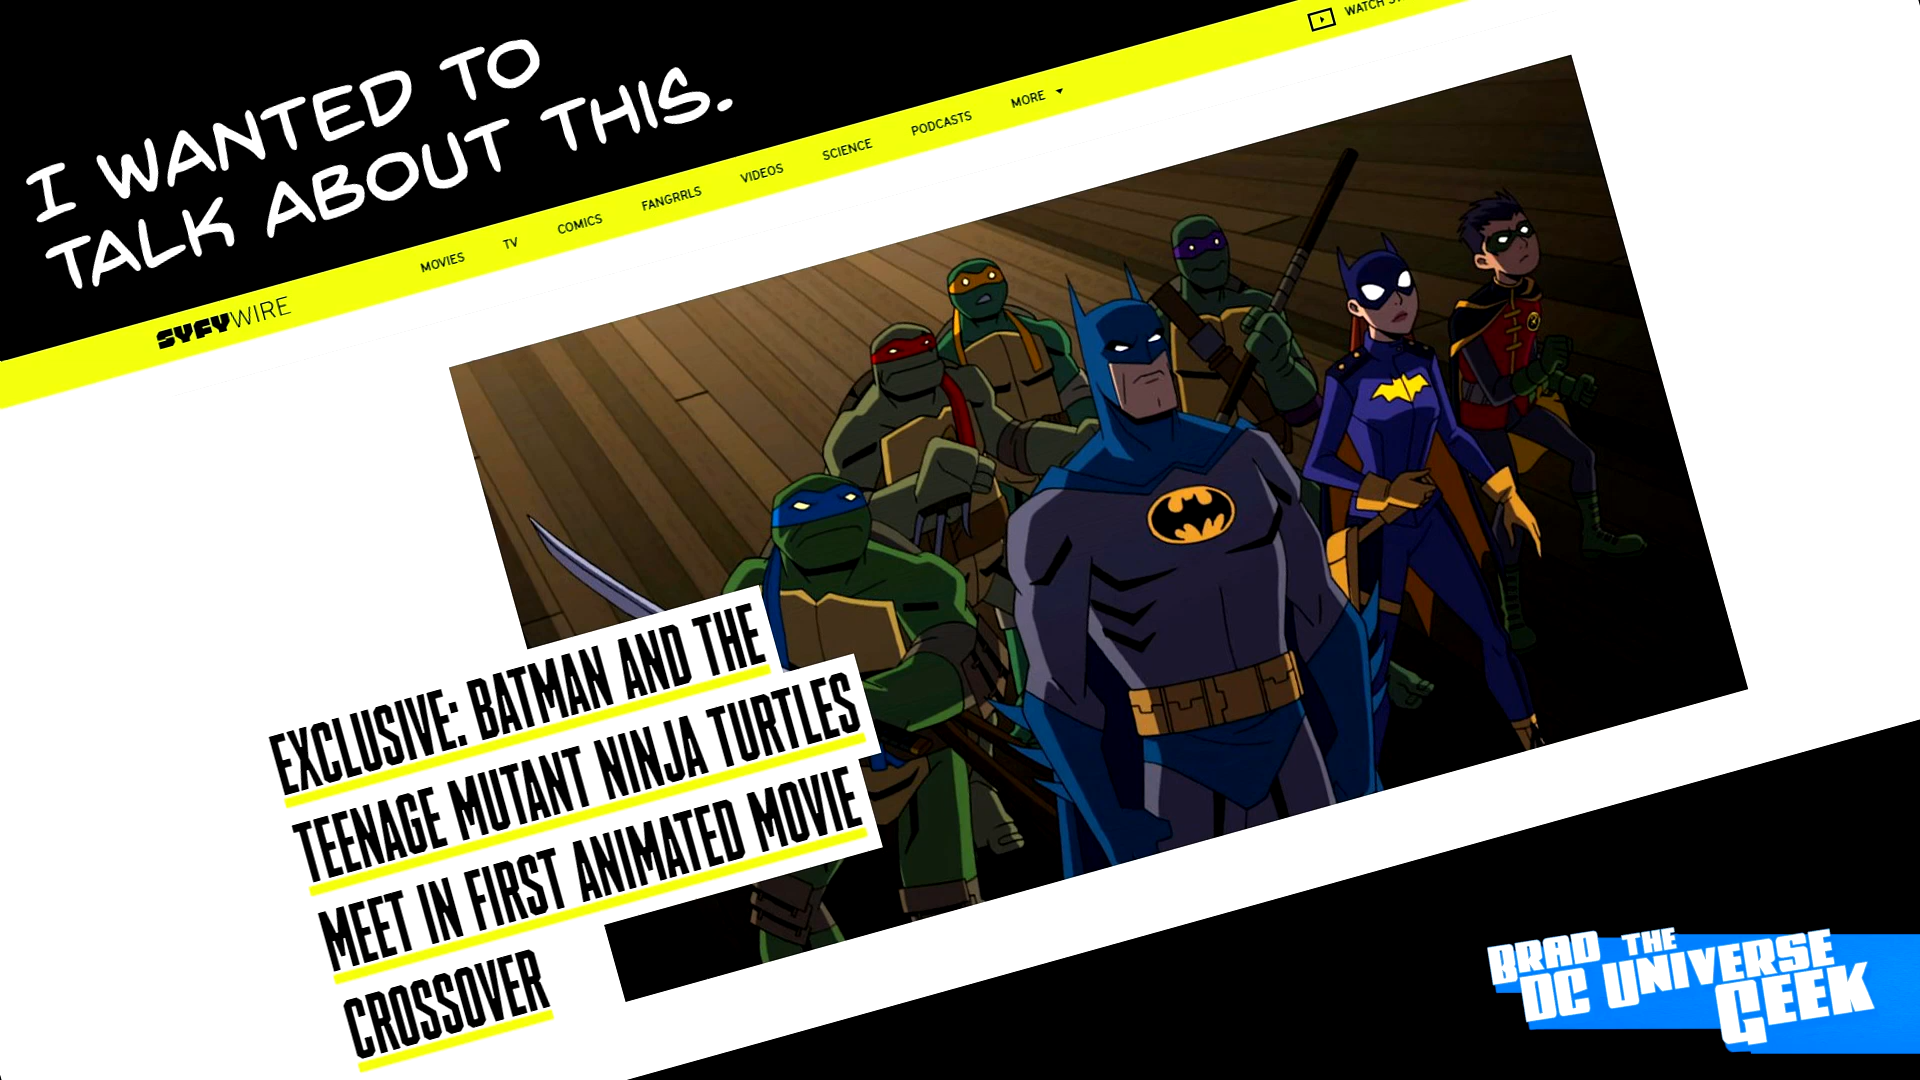 I WANTED TO
TALK ABOUT THIS.
SYFYWIRE
MOVIES TV COMICS FANGRRLS VIDEOS SCIENCE PODCASTS MORE
WATCH
EXCLUSIVE: BATMAN AND THE
TEENAGE MUTANT NINJA TURTLES
MEET IN FIRST ANIMATED MOVIE
CROSSOVER
BRAD THE
DC UNIVERSE
GEEK